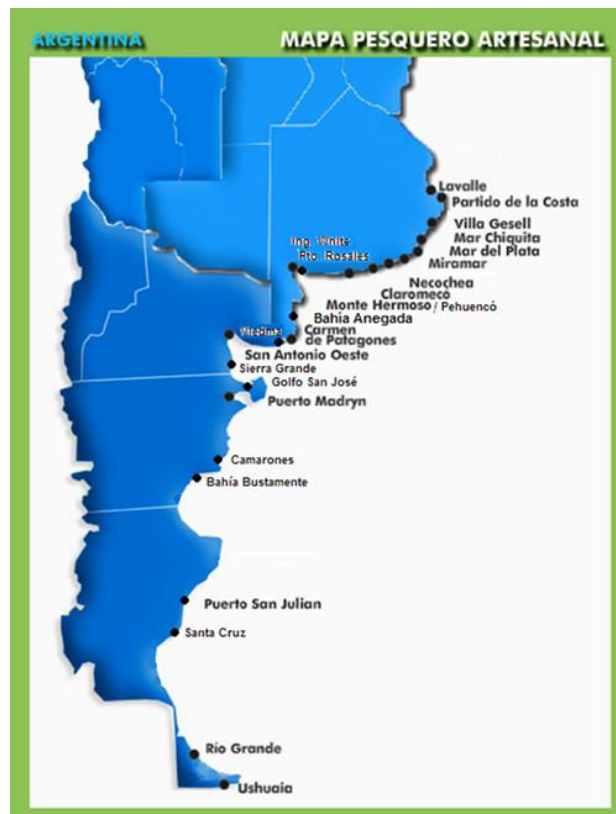 ARGENTINA
MAPA PESQUERO ARTESANAL
Lavalle
Partido de la Costa
Villa Gesell
Mar Chiquita
Mar del Plata
Miramar
Necochea
Claromecó
Monte Hermoso / Pehuencó
Ing. White
Pto. Rosales
Bahía Anegada
Viedma
Carmen
de Patagones
San Antonio Oeste
Sierra Grande
Golfo San José
Puerto Madryn
Camarones
Bahía Bustamente
Puerto San Julian
Santa Cruz
Río Grande
Ushuaia